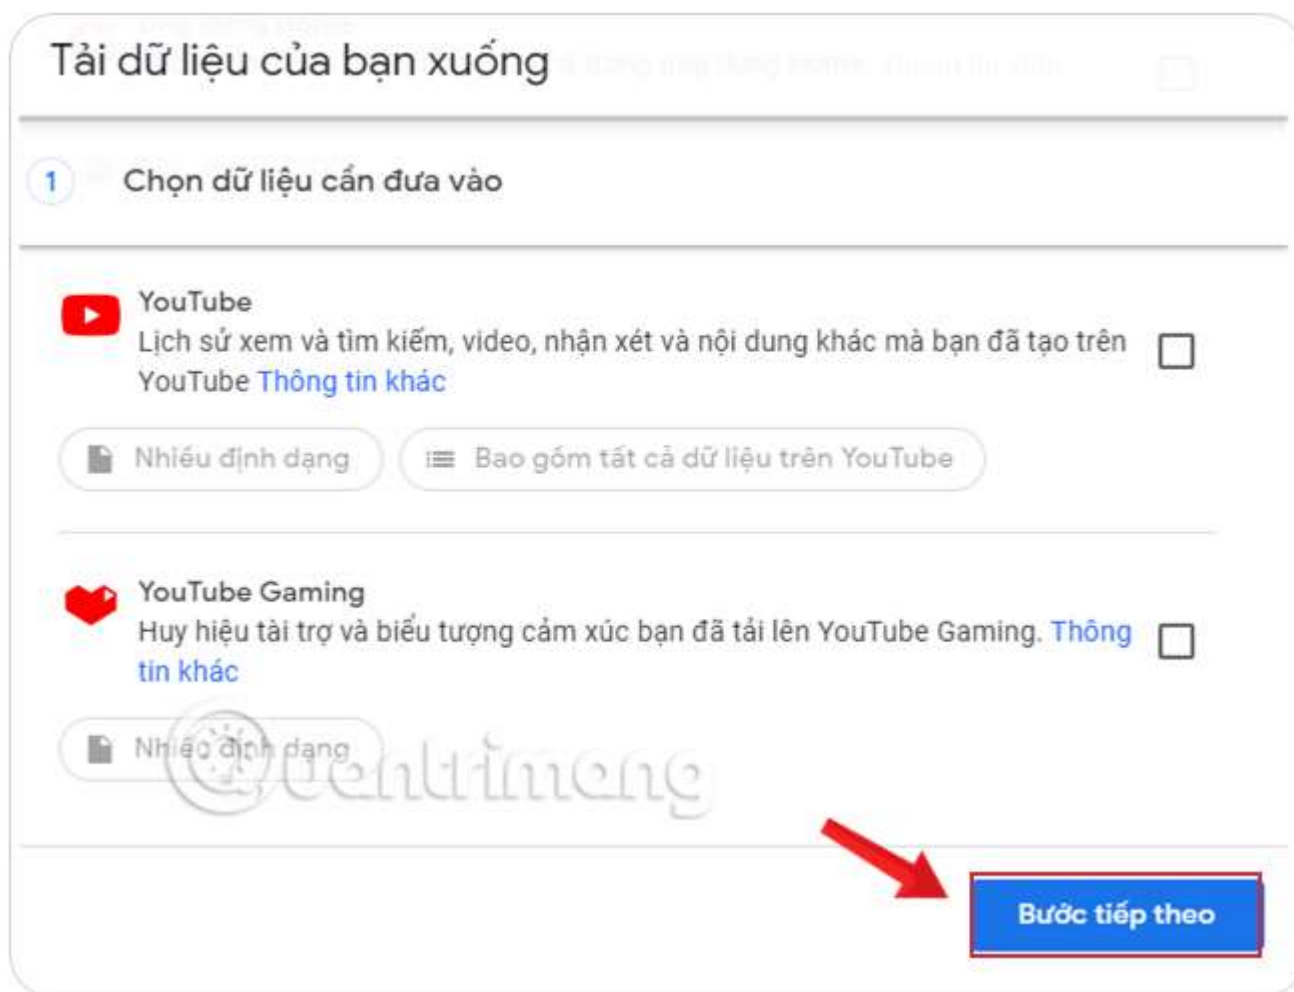 Tải dữ liệu của bạn xuống
1 Chọn dữ liệu cần đưa vào
YouTube
Lịch sử xem và tìm kiếm, video, nhận xét và nội dung khác mà bạn đã tạo trên
YouTube Thông tin khác
Nhiều định dạng Bao gồm tất cả dữ liệu trên YouTube
YouTube Gaming
Huy hiệu tài trợ và biểu tượng cảm xúc bạn đã tải lên YouTube Gaming. Thông
tin khác
Nhiều định dạng
Quantrimang
Bước tiếp theo